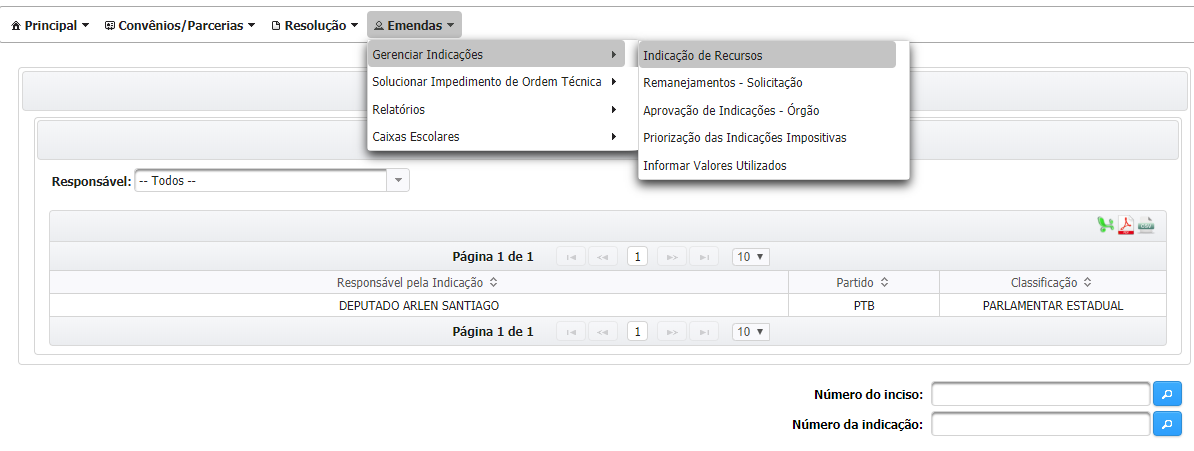 Principal Convênios/Parcerias Resolução Emendas
Gerenciar Indicações
Solucionar Impedimento de Ordem Técnica
Relatórios
Caixas Escolares
Indicação de Recursos
Remanejamentos - Solicitação
Aprovação de Indicações - Órgão
Priorização das Indicações Impositivas
Informar Valores Utilizados
Responsável: -- Todos --
Página 1 de 1 1 10
Responsável pela Indicação Partido Classificação
DEPUTADO ARLEN SANTIAGO PTB PARLAMENTAR ESTADUAL
Página 1 de 1 1 10
Número do inciso:
Número da indicação: